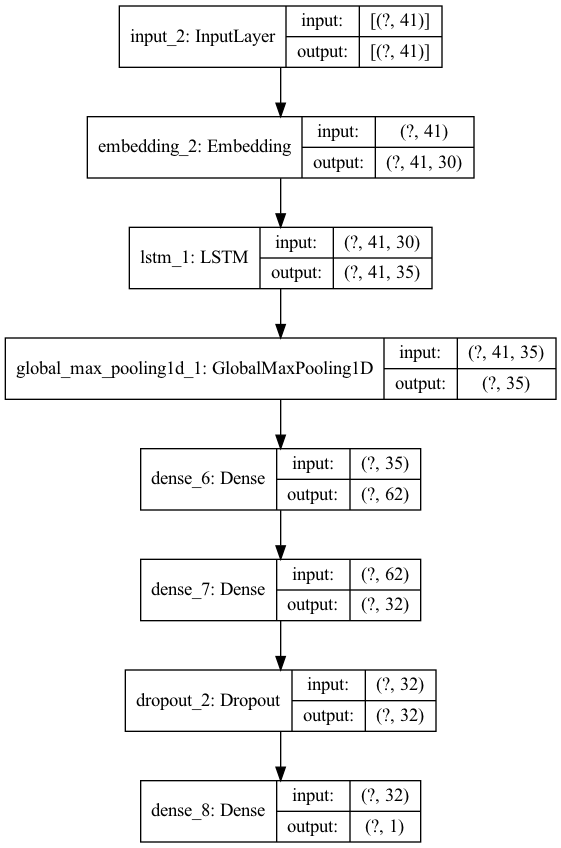 input_2: InputLayer
input: [(?, 41)]
output: [(?, 41)]
embedding_2: Embedding
input: (?, 41)
output: (?, 41, 30)
lstm_1: LSTM
input: (?, 41, 30)
output: (?, 41, 35)
global_max_pooling1d_1: GlobalMaxPooling1D
input: (?, 41, 35)
output: (?, 35)
dense_6: Dense
input: (?, 35)
output: (?, 62)
dense_7: Dense
input: (?, 62)
output: (?, 32)
dropout_2: Dropout
input: (?, 32)
output: (?, 32)
dense_8: Dense
input: (?, 32)
output: (?, 1)